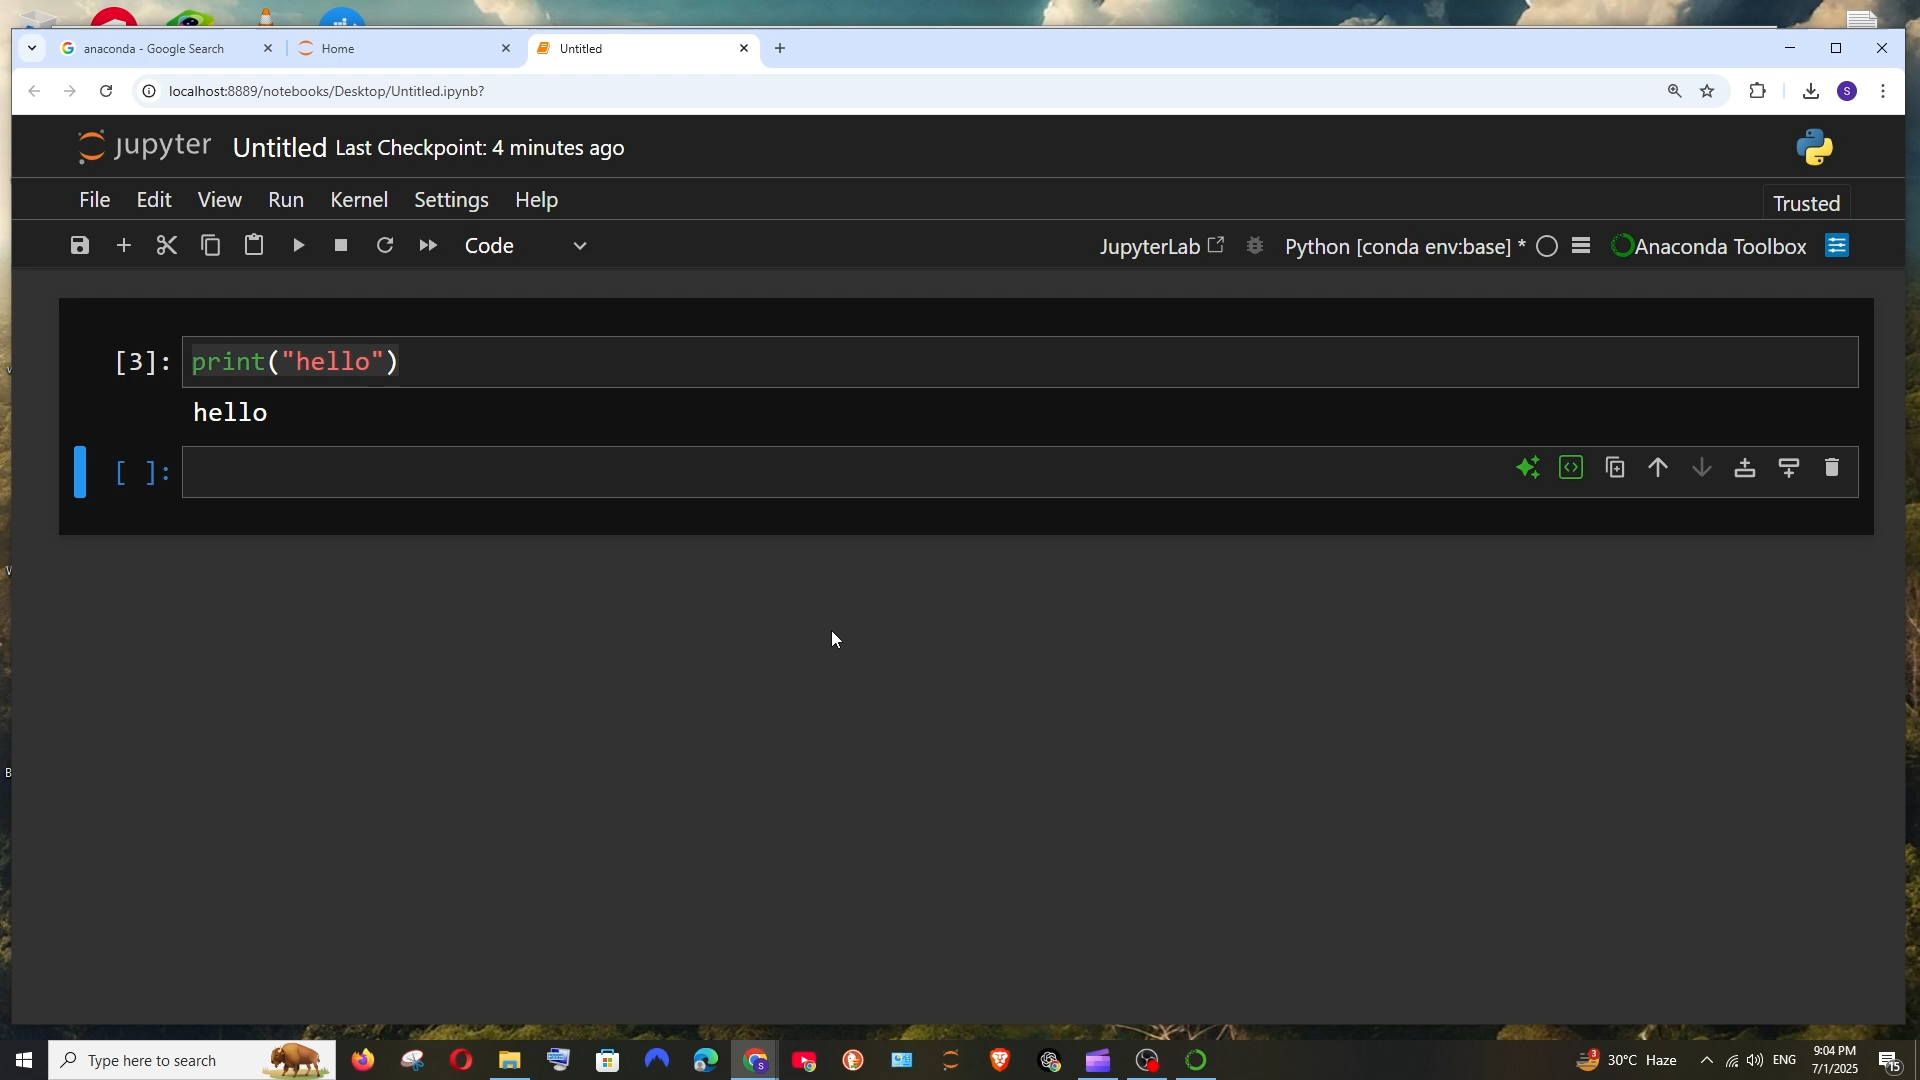 anaconda - Google Search
Home
Untitled
localhost:8889/notebooks/Desktop/Untitled.ipynb?
S
jupyter Untitled Last Checkpoint: 4 minutes ago
File Edit View Run Kernel Settings Help
Trusted
Code
JupyterLab
Python [conda env:base] *
Anaconda Toolbox
[3]: print("hello")
hello
[ ]:
Type here to search
3
30°C Haze
ENG
9:04 PM
7/1/2025
15